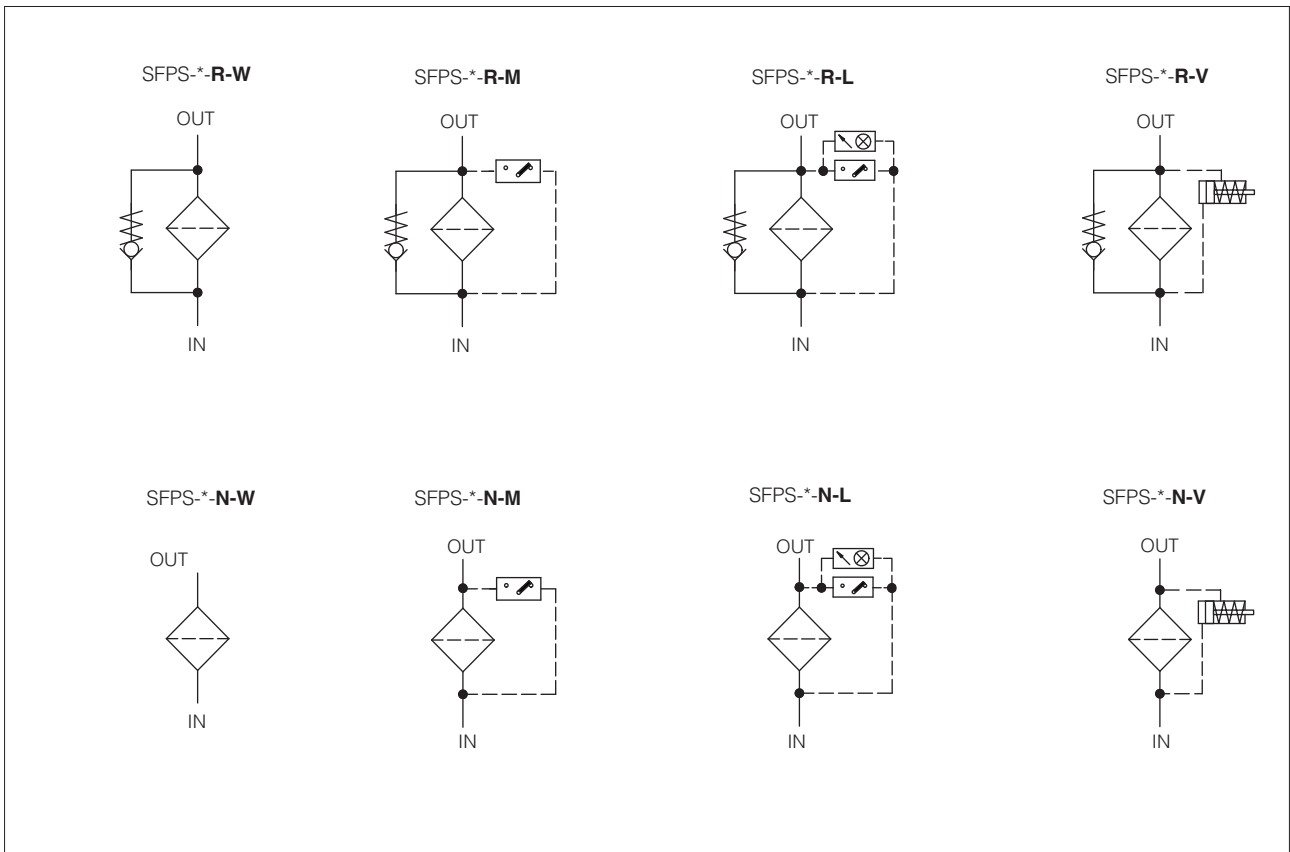 SFPS-*-R-W
SFPS-*-R-M
SFPS-*-R-L
SFPS-*-R-V
OUT
OUT
OUT
OUT
IN
IN
IN
IN
SFPS-*-N-W
SFPS-*-N-M
SFPS-*-N-L
SFPS-*-N-V
OUT
OUT
OUT
OUT
IN
IN
IN
IN